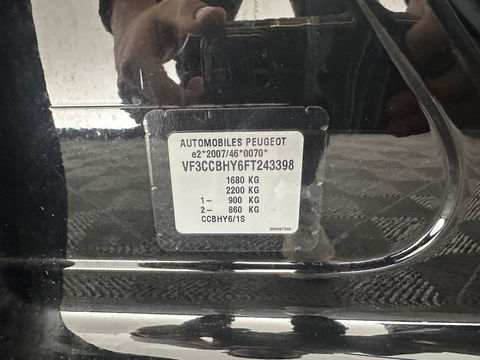 AUTOMOBILES PEUGEOT
e2*2007/46*0070*
VF3CCBHY6FT243398
1680 KG
2200 KG
1- 900 KG
2- 860 KG
CCBHY6/1S